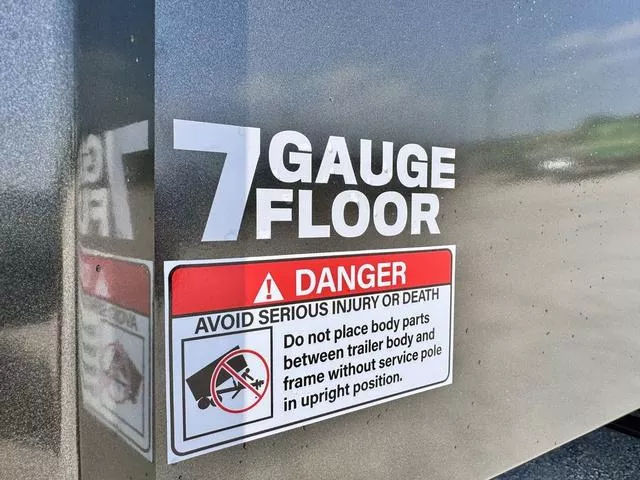 7 GAUGE
FLOOR
DANGER
AVOID SERIOUS INJURY OR DEATH
Do not place body parts
between trailer body and
frame without service pole
in upright position.